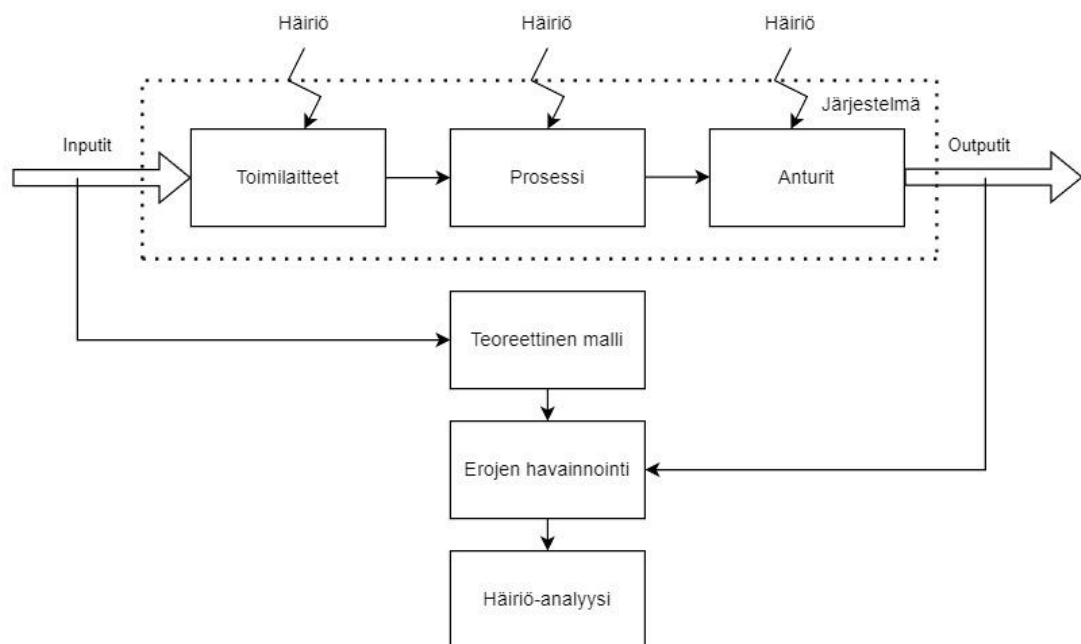 Häiriö
Häiriö
Häiriö
Järjestelmä
Inputit
Toimilaitteet
Prosessi
Anturit
Outputit
Teoreettinen malli
Erojen havainnointi
Häiriö-analyysi